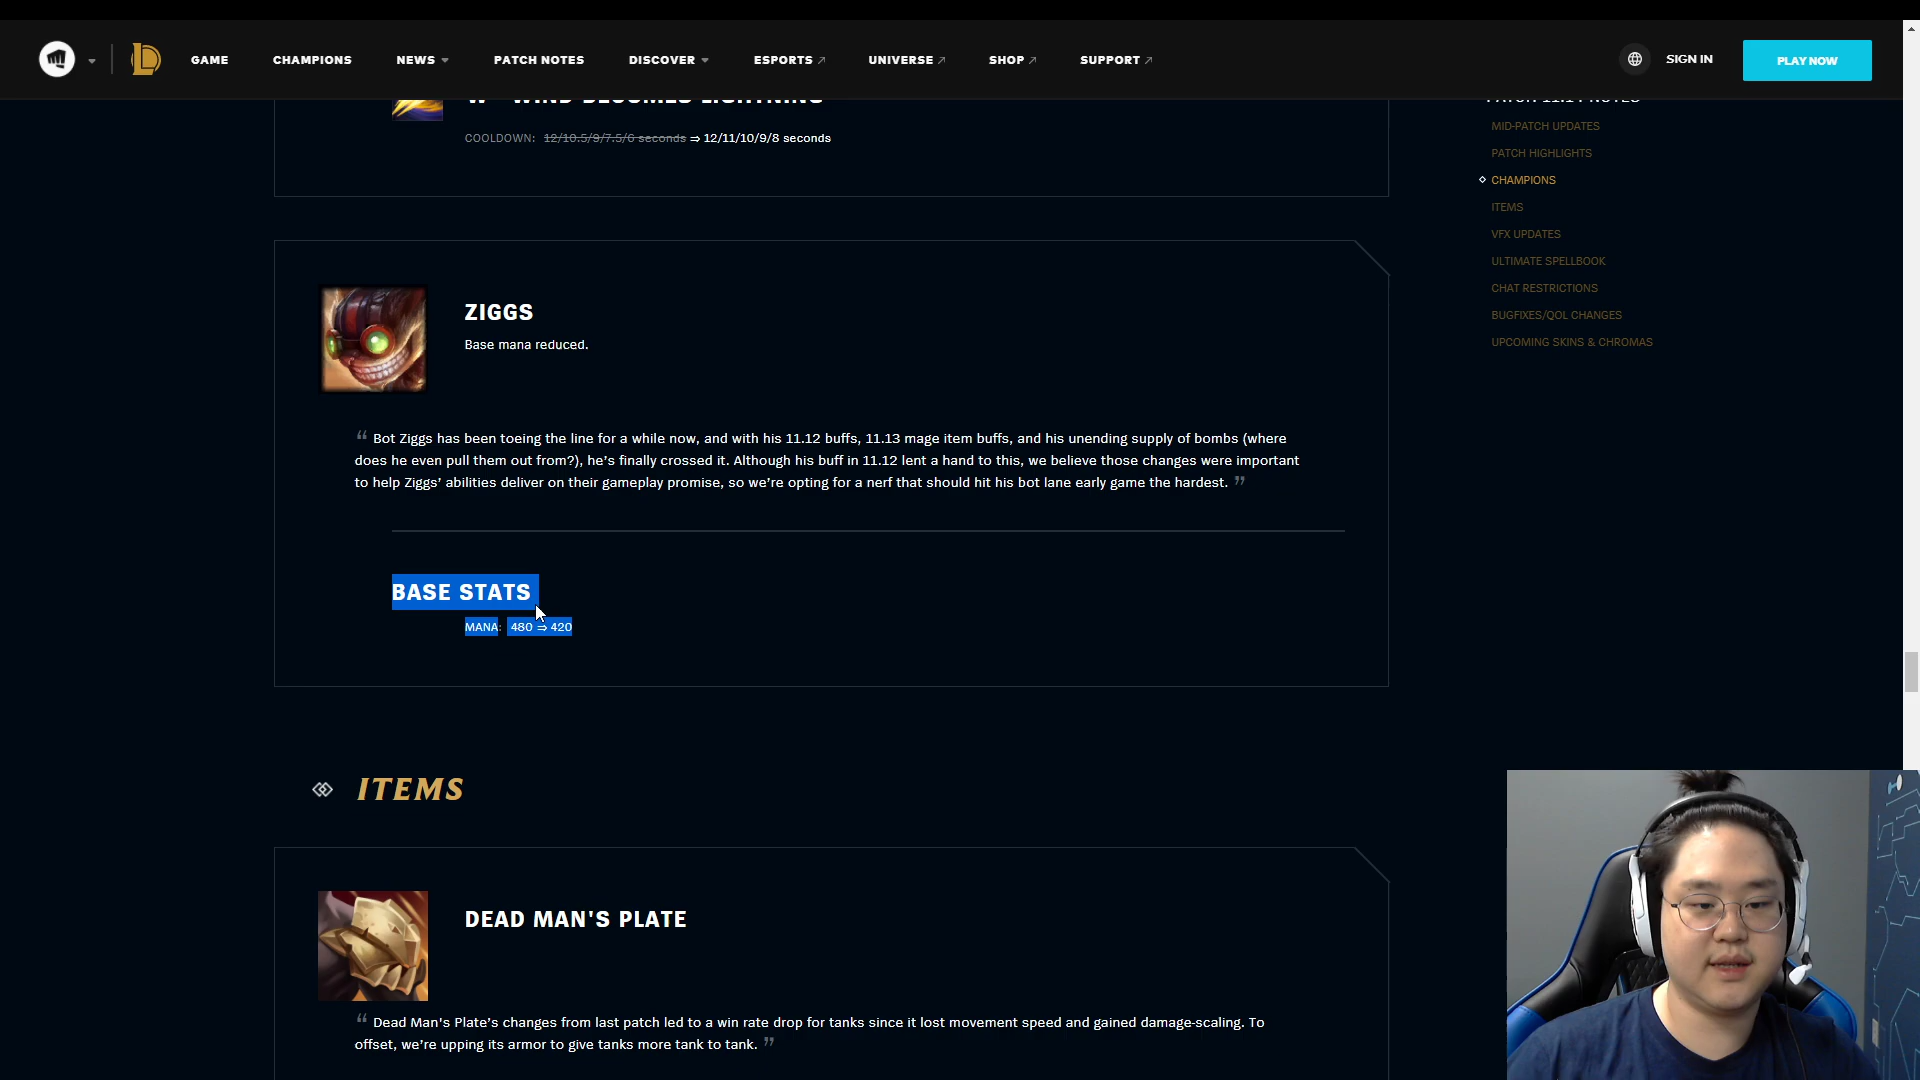 GAME
CHAMPIONS
NEWS
PATCH NOTES
DISCOVER
ESPORTS
UNIVERSE
SHOP
SUPPORT
SIGN IN
PLAY NOW
W - WIND BECOMES LIGHTNING
COOLDOWN: 12/10.5/9/7.5/6 seconds ⇒ 12/11/10/9/8 seconds
PATCH 11.14 NOTES
MID-PATCH UPDATES
PATCH HIGHLIGHTS
CHAMPIONS
ITEMS
VFX UPDATES
ULTIMATE SPELLBOOK
CHAT RESTRICTIONS
BUGFIXES/QOL CHANGES
UPCOMING SKINS & CHROMAS
ZIGGS
Base mana reduced.
“ Bot Ziggs has been toeing the line for a while now, and with his 11.12 buffs, 11.13 mage item buffs, and his unending supply of bombs (where
does he even pull them out from?), he’s finally crossed it. Although his buff in 11.12 lent a hand to this, we believe those changes were important
to help Ziggs’ abilities deliver on their gameplay promise, so we’re opting for a nerf that should hit his bot lane early game the hardest. ”
BASE STATS
MANA: 480 ⇒ 420
ITEMS
DEAD MAN'S PLATE
“ Dead Man's Plate’s changes from last patch led to a win rate drop for tanks since it lost movement speed and gained damage-scaling. To
offset, we’re upping its armor to give tanks more tank to tank. ”